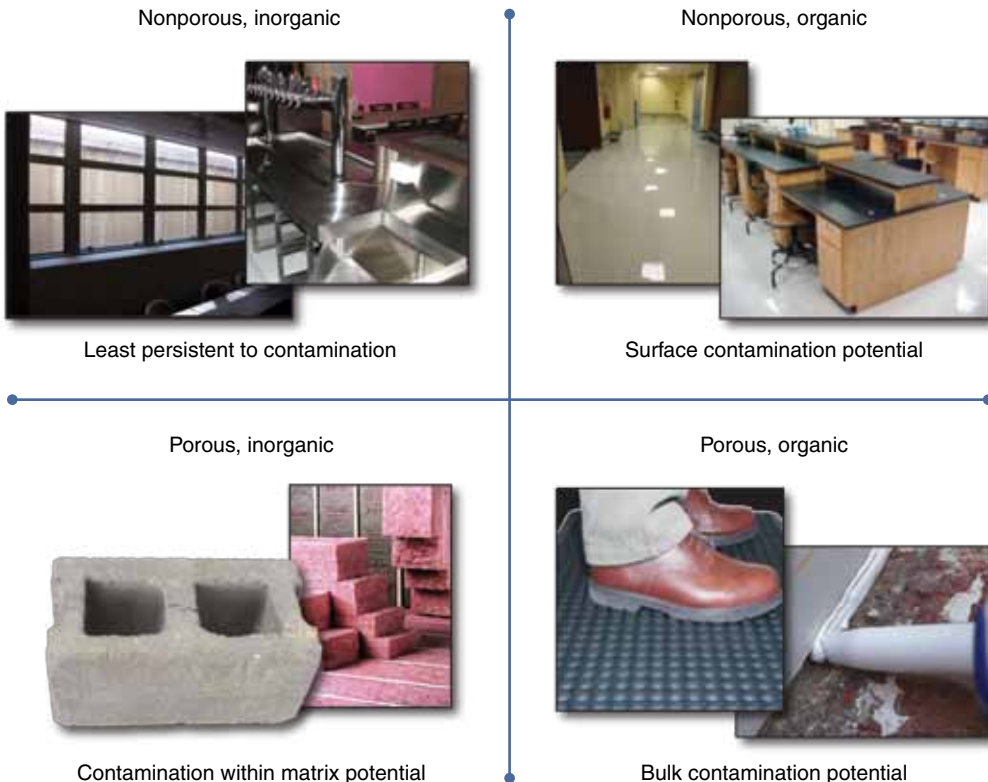 Nonporous, inorganic
Nonporous, organic
Least persistent to contamination
Surface contamination potential
Porous, inorganic
Porous, organic
Contamination within matrix potential
Bulk contamination potential